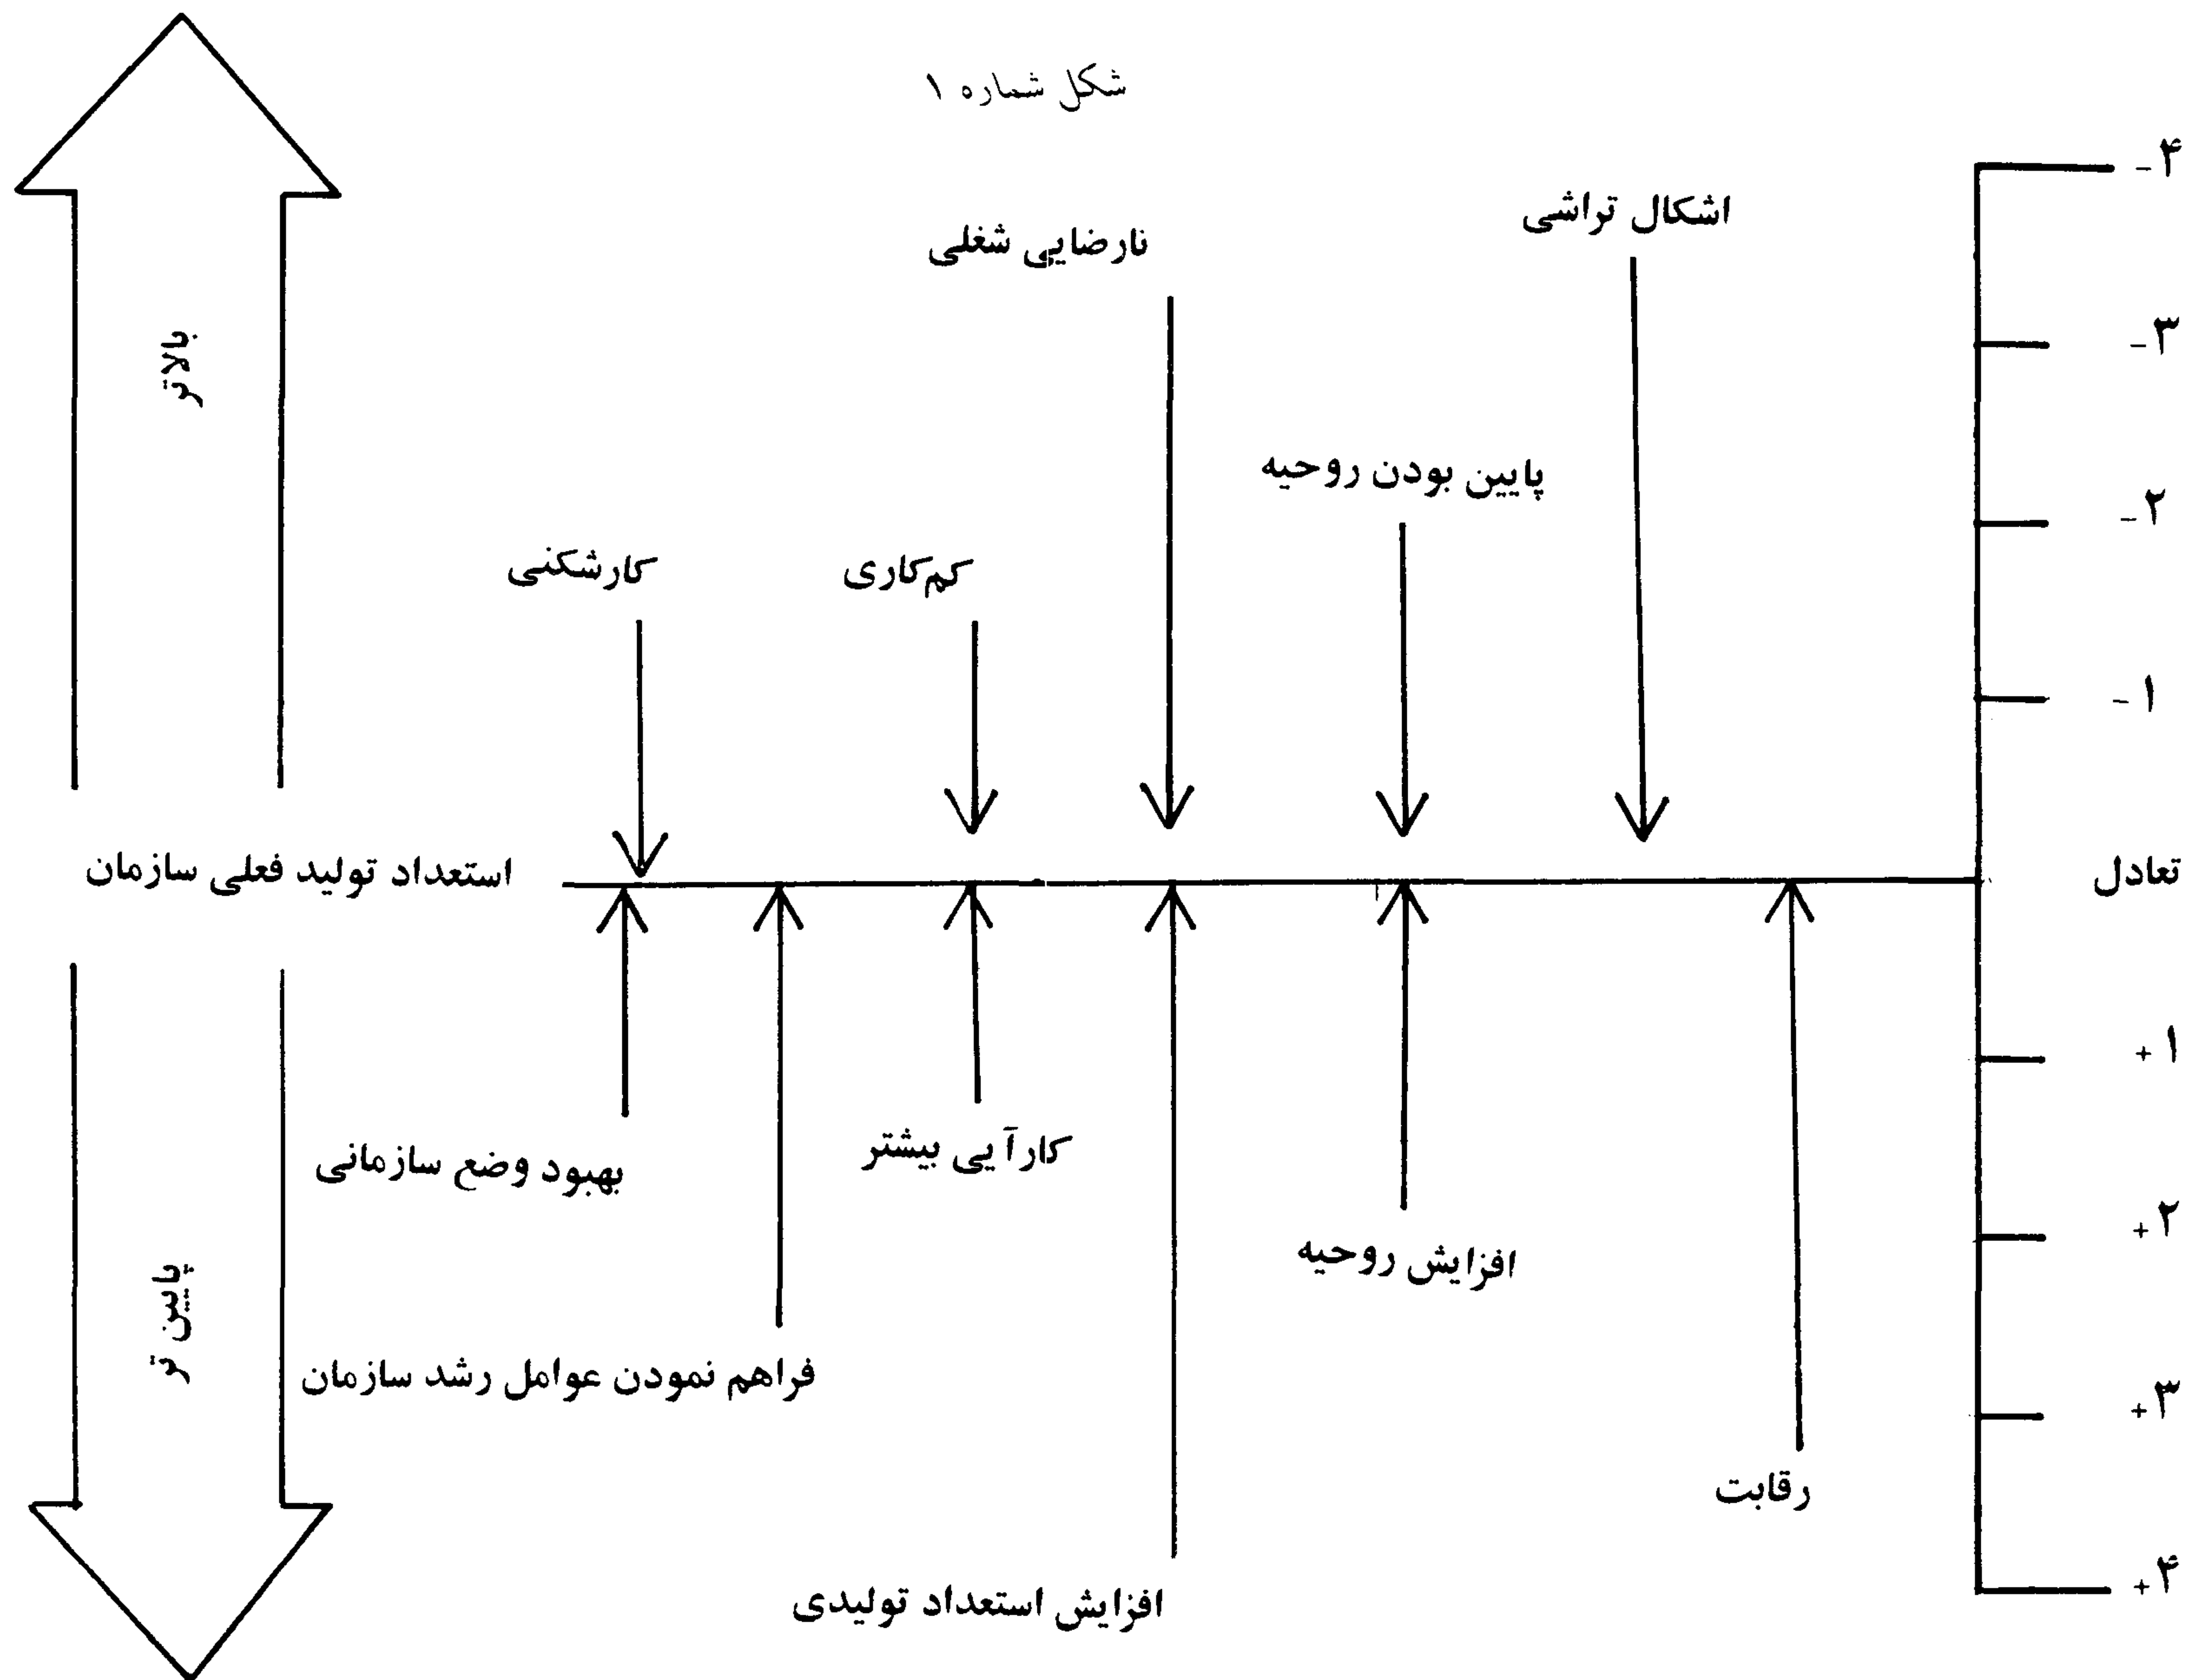 شکل شماره ۱
-۴
اشکال تراشی
نارضایی شغلی
-۳
بالاتر
پایین بودن روحیه
-۲
کم‌کاری
کارشکنی
-۱
تعادل
استعداد تولید فعلی سازمان
+۱
کارآیی بیشتر
بهبود وضع سازمانی
+۲
افزایش روحیه
پایین تر
فراهم نمودن عوامل رشد سازمان
+۳
رقابت
+۴
افزایش استعداد تولیدی